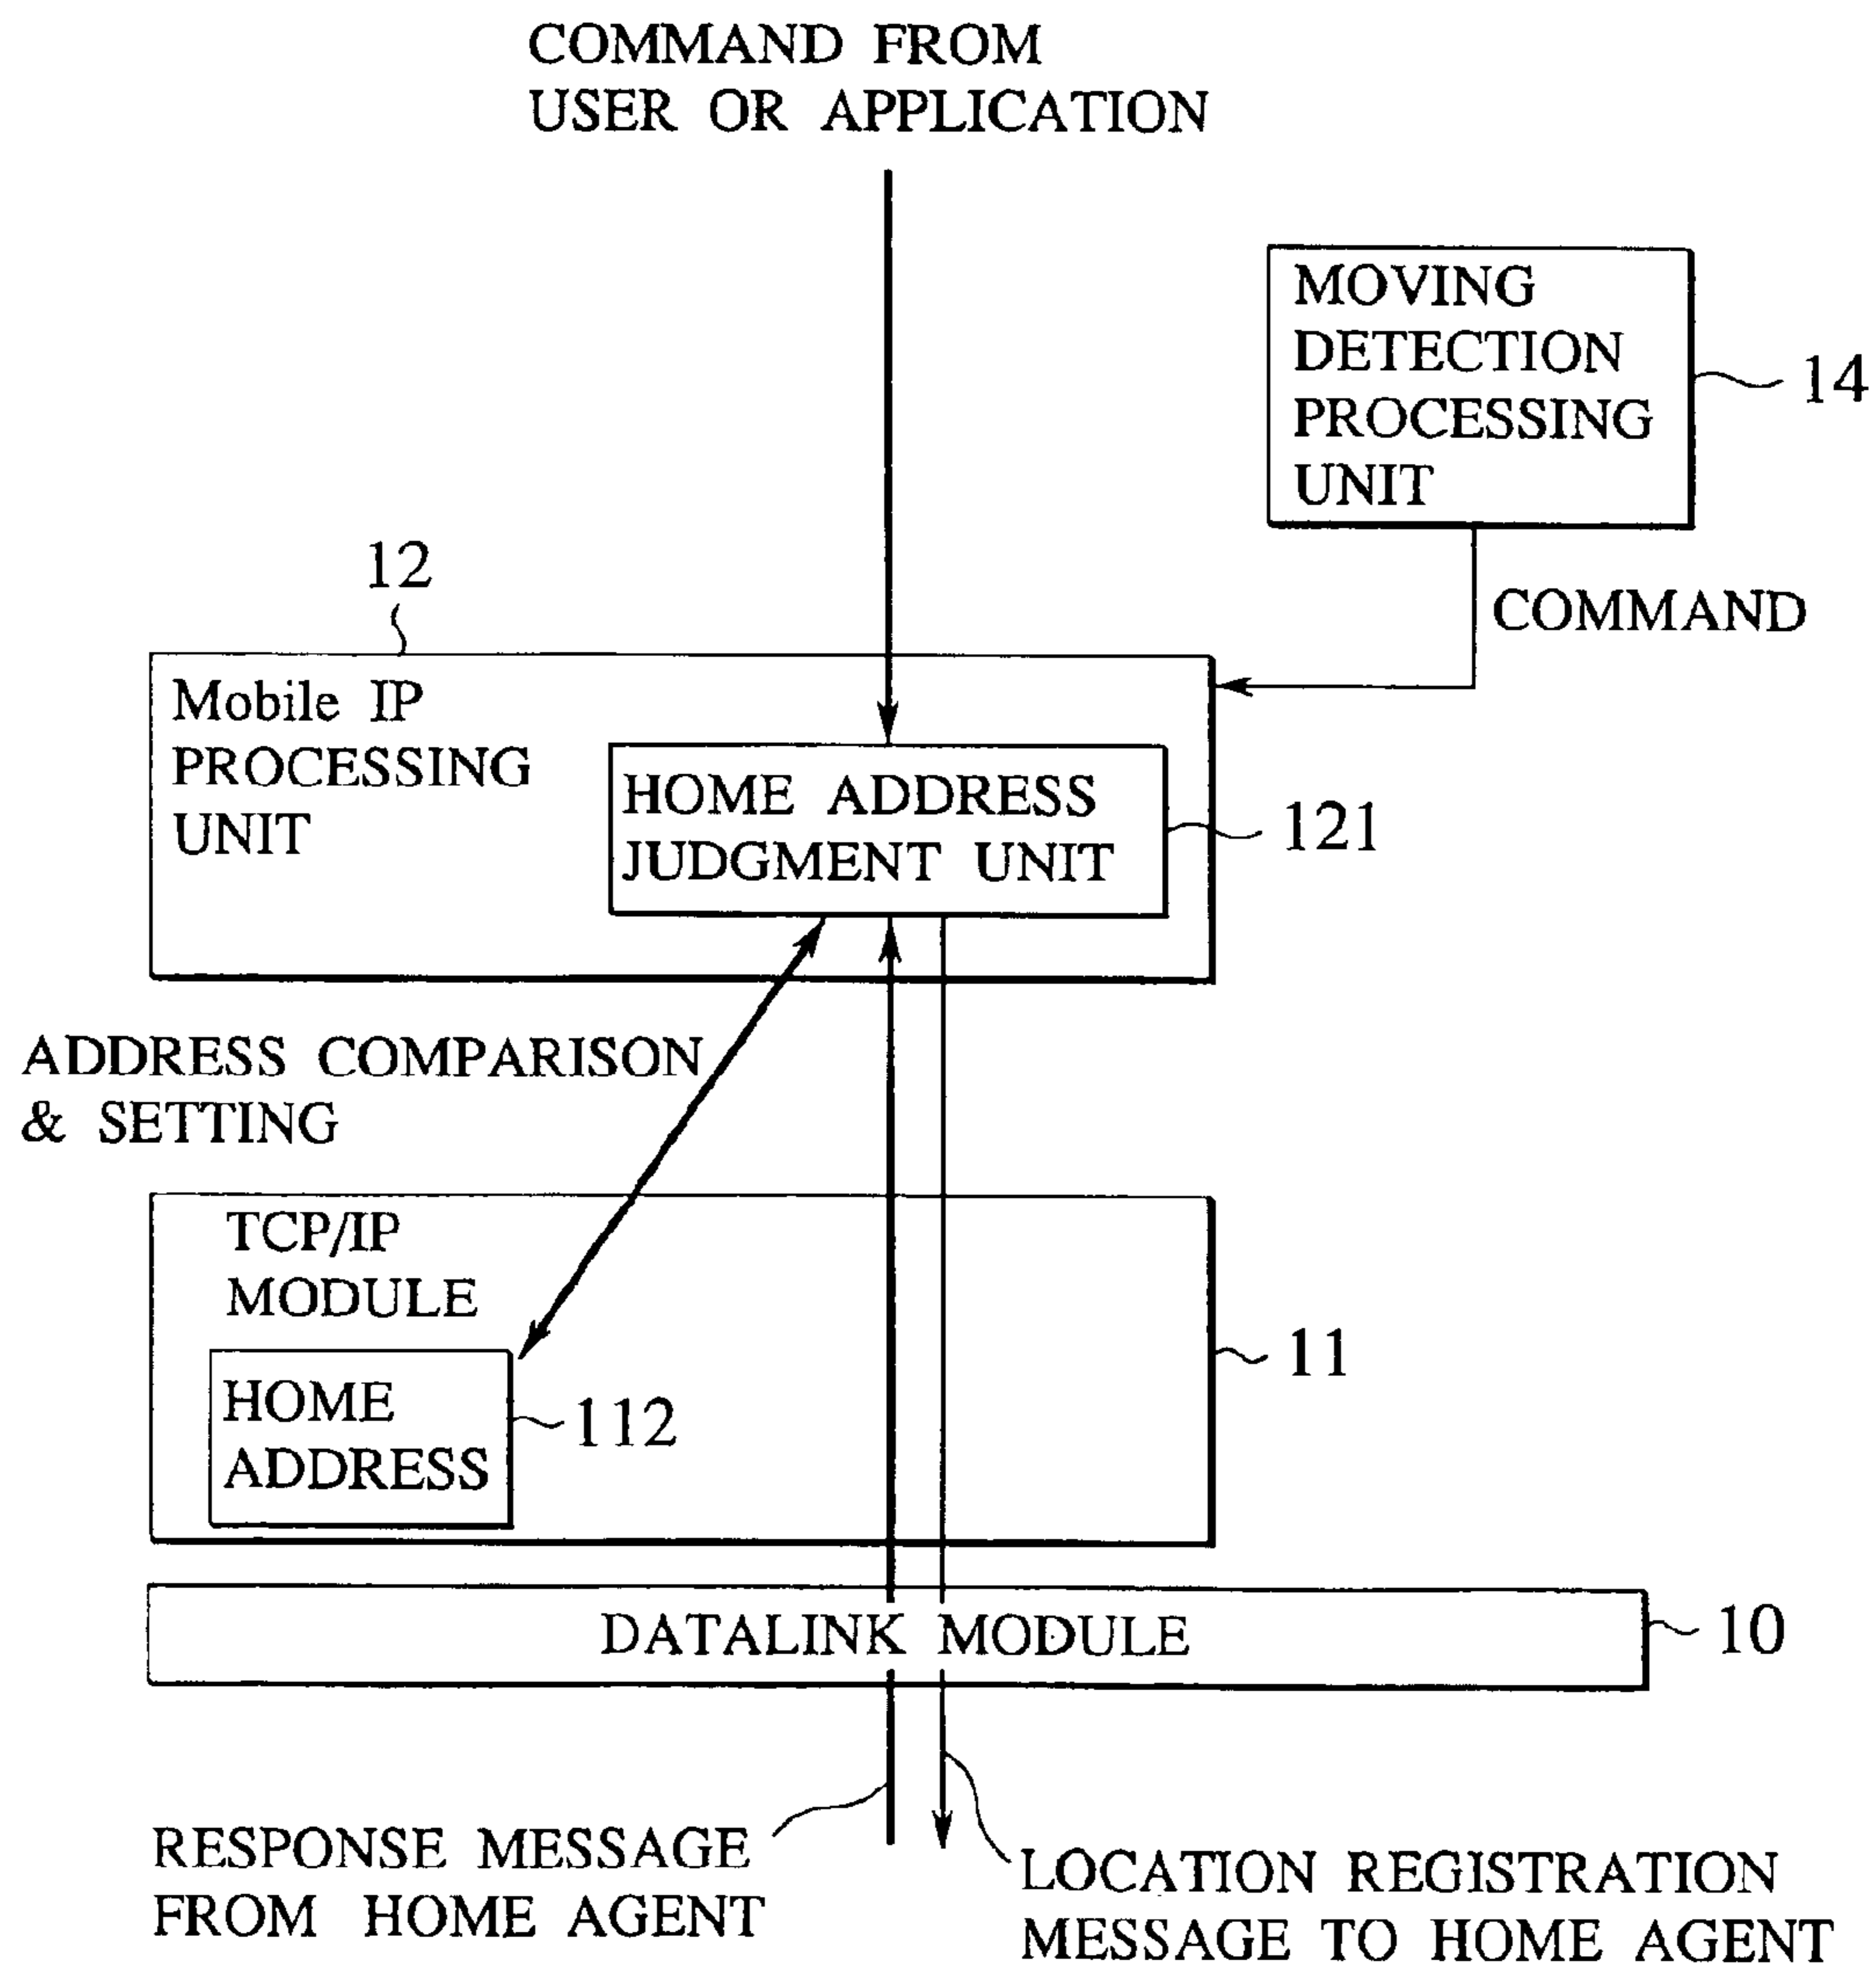 COMMAND FROM
USER OR APPLICATION
MOVING
DETECTION
PROCESSING
UNIT
14
COMMAND
12
Mobile IP
PROCESSING
UNIT
HOME ADDRESS
JUDGMENT UNIT
121
ADDRESS COMPARISON
& SETTING
TCP/IP
MODULE
11
HOME
ADDRESS
112
DATALINK MODULE
10
RESPONSE MESSAGE
FROM HOME AGENT
LOCATION REGISTRATION
MESSAGE TO HOME AGENT